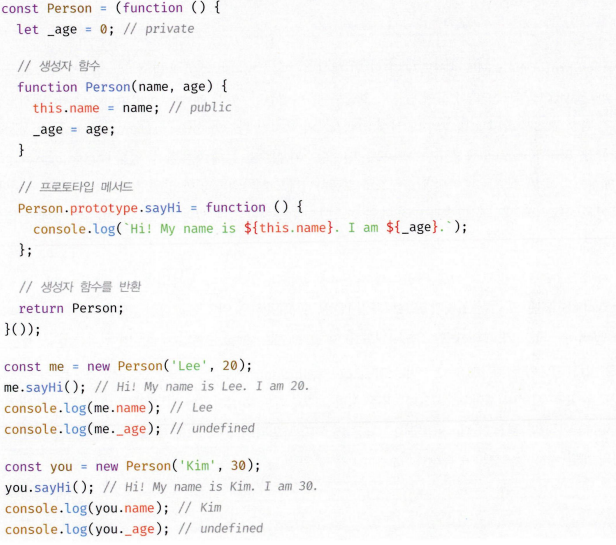 const Person = (function () {
  let _age = 0; // private

  // 생성자 함수
  function Person(name, age) {
    this.name = name; // public
    _age = age;
  }

  // 프로토타입 메서드
  Person.prototype.sayHi = function () {
    console.log(`Hi! My name is ${this.name}. I am ${_age}.`);
  };

  // 생성자 함수를 반환
  return Person;
}());

const me = new Person('Lee', 20);
me.sayHi(); // Hi! My name is Lee. I am 20.
console.log(me.name); // Lee
console.log(me._age); // undefined

const you = new Person('Kim', 30);
you.sayHi(); // Hi! My name is Kim. I am 30.
console.log(you.name); // Kim
console.log(you._age); // undefined